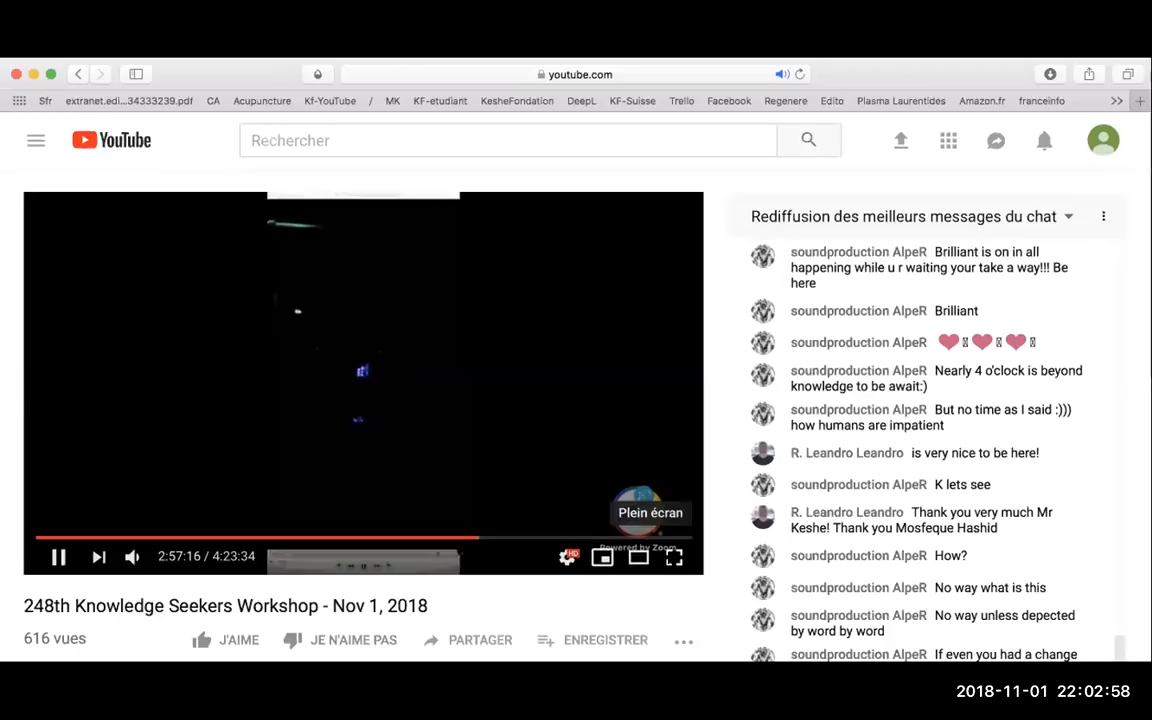 youtube.com
Sfr extranet.edi...34333239.pdf CA Acupuncture Kf-YouTube / MK KF-etudiant KesheFondation DeepL KF-Suisse Trello Facebook Regenere Edito Plasma Laurentides Amazon.fr franceinfo >> +
YouTube
Rechercher
Rediffusion des meilleurs messages du chat
soundproduction AlpeR Brilliant is on in all
happening while u r waiting your take a way!!! Be
here
soundproduction AlpeR Brilliant
soundproduction AlpeR
soundproduction AlpeR Nearly 4 o'clock is beyond
knowledge to be await:)
soundproduction AlpeR But no time as I said :)))
how humans are impatient
R. Leandro Leandro is very nice to be here!
soundproduction AlpeR K lets see
R. Leandro Leandro Thank you very much Mr
Keshe! Thank you Mosfeque Hashid
soundproduction AlpeR How?
soundproduction AlpeR No way what is this
soundproduction AlpeR No way unless depected
by word by word
soundproduction AlpeR If even you had a change
Plein écran
Powered by Zoom
2:57:16 / 4:23:34
HD
248th Knowledge Seekers Workshop - Nov 1, 2018
616 vues
J'AIME JE N'AIME PAS PARTAGER ENREGISTRER
2018-11-01 22:02:58